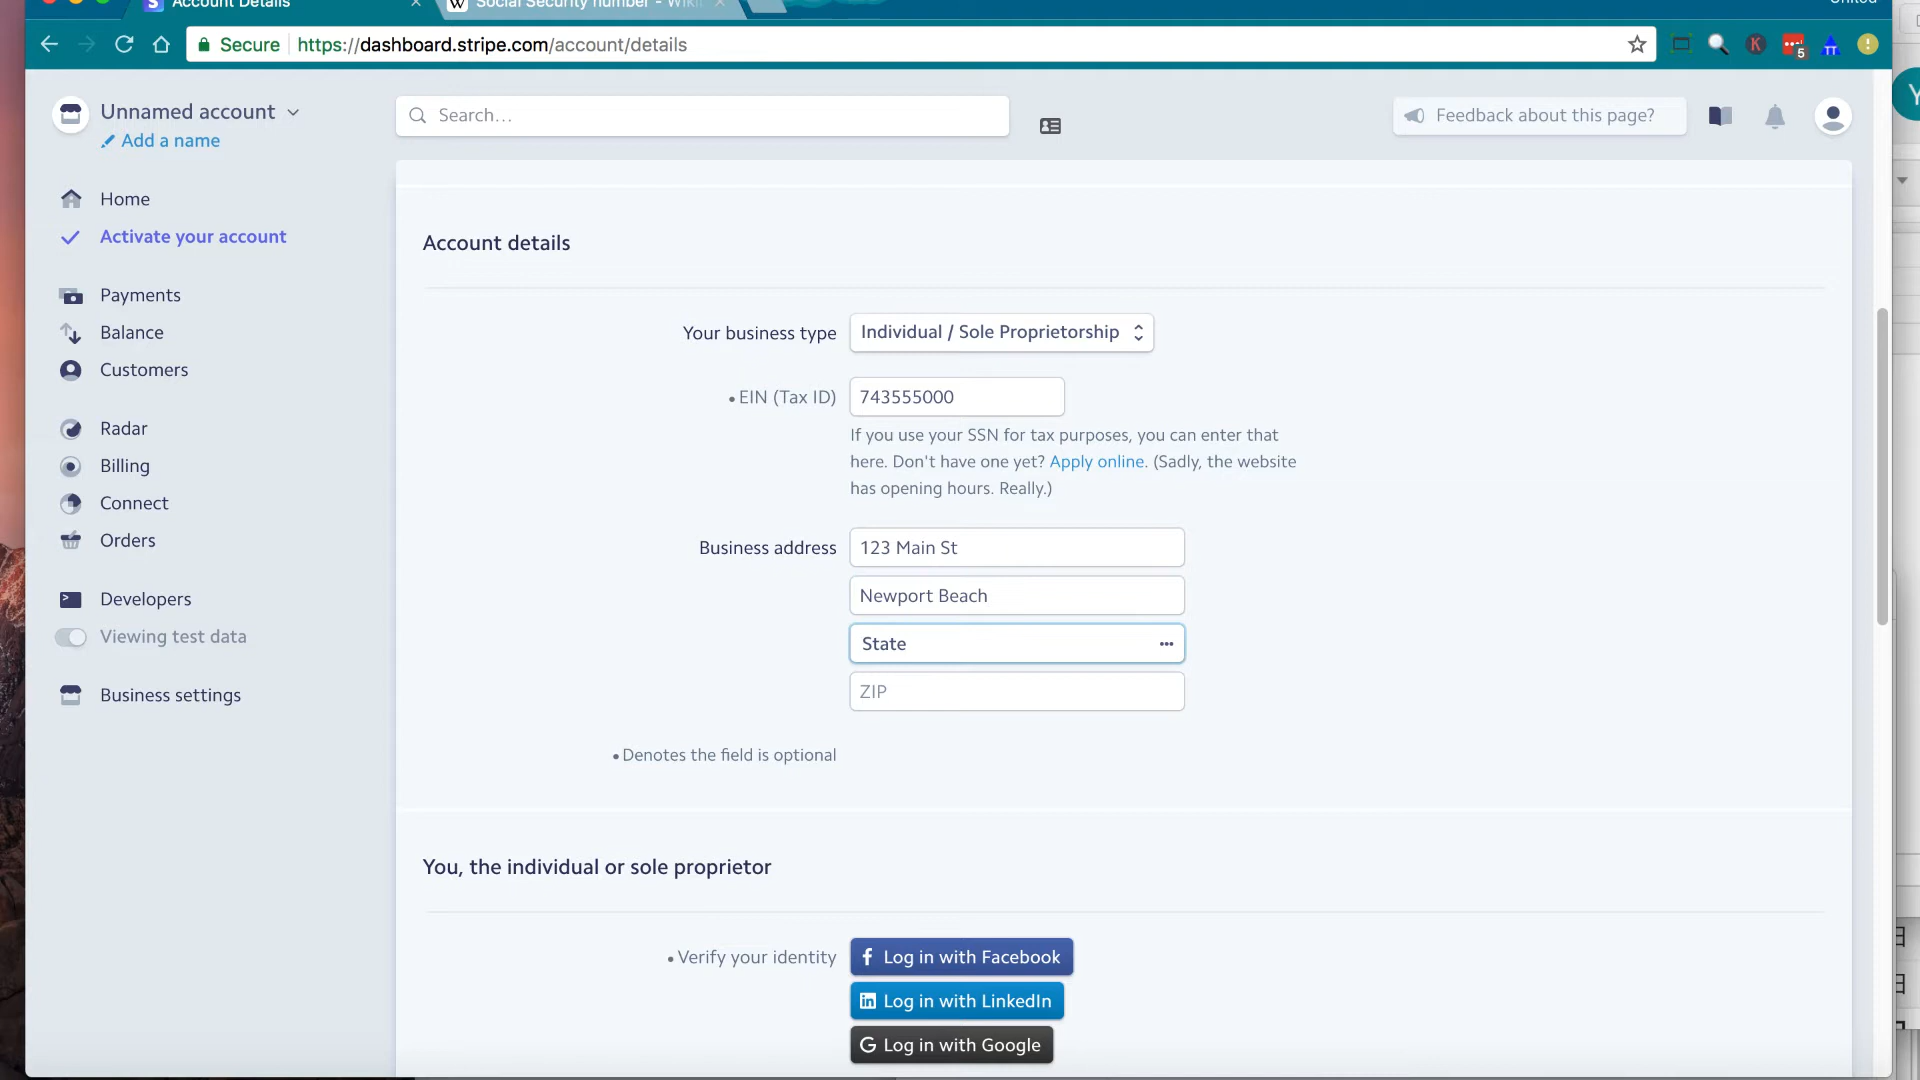 Account Details
Social Security number - Wiki
United
Secure
https://dashboard.stripe.com/account/details
5
Unnamed account
Add a name
Search…
Feedback about this page?
Home
Activate your account
Payments
Balance
Customers
Radar
Billing
Connect
Orders
Developers
Viewing test data
Business settings
Account details
Your business type
Individual / Sole Proprietorship
• EIN (Tax ID)
743555000
If you use your SSN for tax purposes, you can enter that
here. Don't have one yet? Apply online. (Sadly, the website
has opening hours. Really.)
Business address
123 Main St
Newport Beach
State
ZIP
• Denotes the field is optional
You, the individual or sole proprietor
• Verify your identity
Log in with Facebook
Log in with LinkedIn
Log in with Google